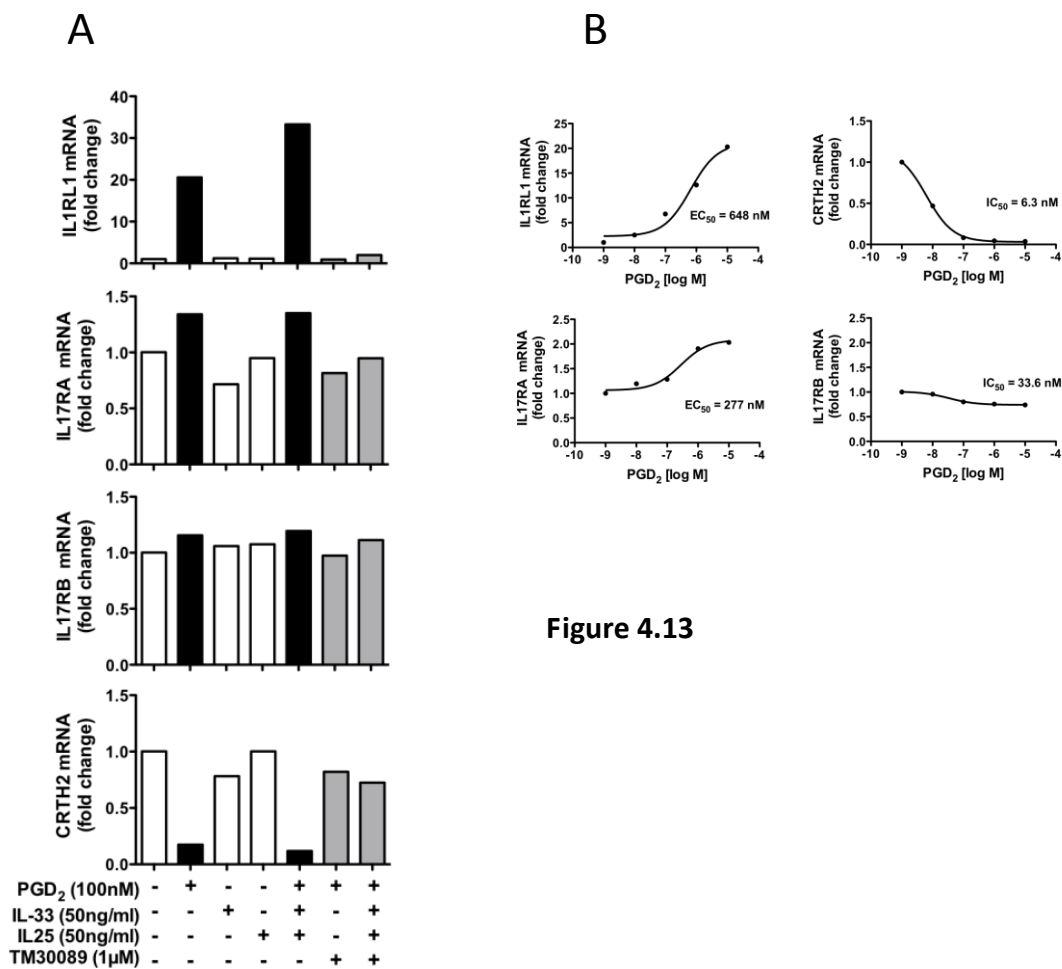 A
B
IL1RL1 mRNA
(fold change)
40
30
20
10
0
IL17RA mRNA
(fold change)
1.5
1.0
0.5
0.0
IL17RB mRNA
(fold change)
1.5
1.0
0.5
0.0
CRTH2 mRNA
(fold change)
1.5
1.0
0.5
0.0
PGD2 (100nM) - + - - + + +
IL-33 (50ng/ml) - - + - + - +
IL25 (50ng/ml) - - - + + - +
TM30089 (1µM) - - - - - + +
IL1RL1 mRNA
(fold change)
25
20
15
10
5
0
EC50 = 648 nM
-10 -9 -8 -7 -6 -5 -4
PGD2 [log M]
CRTH2 mRNA
(fold change)
1.5
1.0
0.5
0.0
IC50 = 6.3 nM
-10 -9 -8 -7 -6 -5 -4
PGD2 [log M]
IL17RA mRNA
(fold change)
2.5
2.0
1.5
1.0
0.5
0.0
EC50 = 277 nM
-10 -9 -8 -7 -6 -5 -4
PGD2 [log M]
IL17RB mRNA
(fold change)
2.5
2.0
1.5
1.0
0.5
0.0
IC50 = 33.6 nM
-10 -9 -8 -7 -6 -5 -4
PGD2 [log M]
Figure 4.13